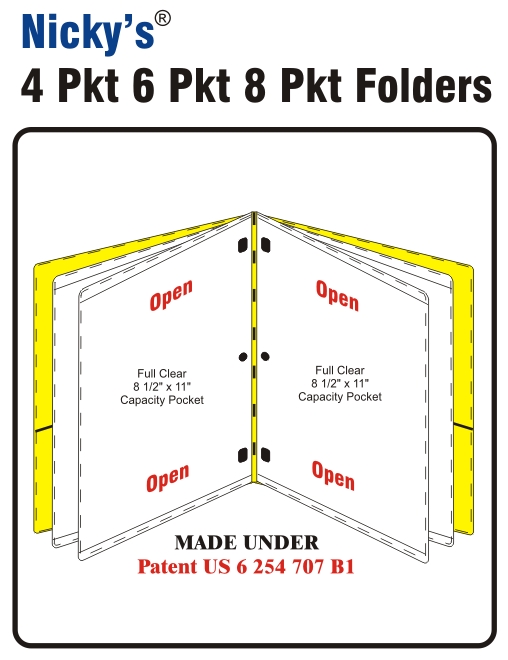 Nicky's®
4 Pkt 6 Pkt 8 Pkt Folders
Open
Open
Full Clear
8 1/2" x 11"
Capacity Pocket
Full Clear
8 1/2" x 11"
Capacity Pocket
Open
Open
MADE UNDER
Patent US 6 254 707 B1